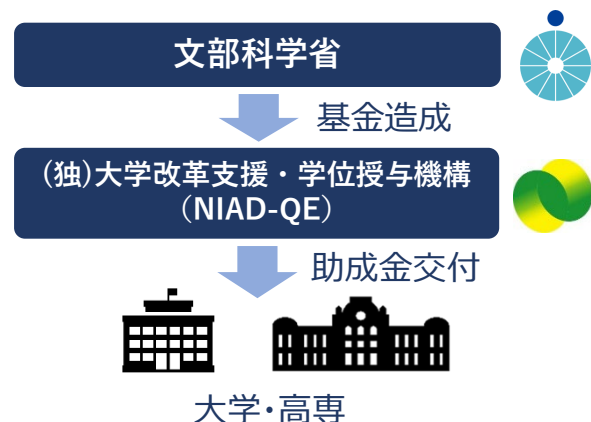 文部科学省
基金造成
(独)大学改革支援・学位授与機構
（NIAD-QE）
助成金交付
大学・高専